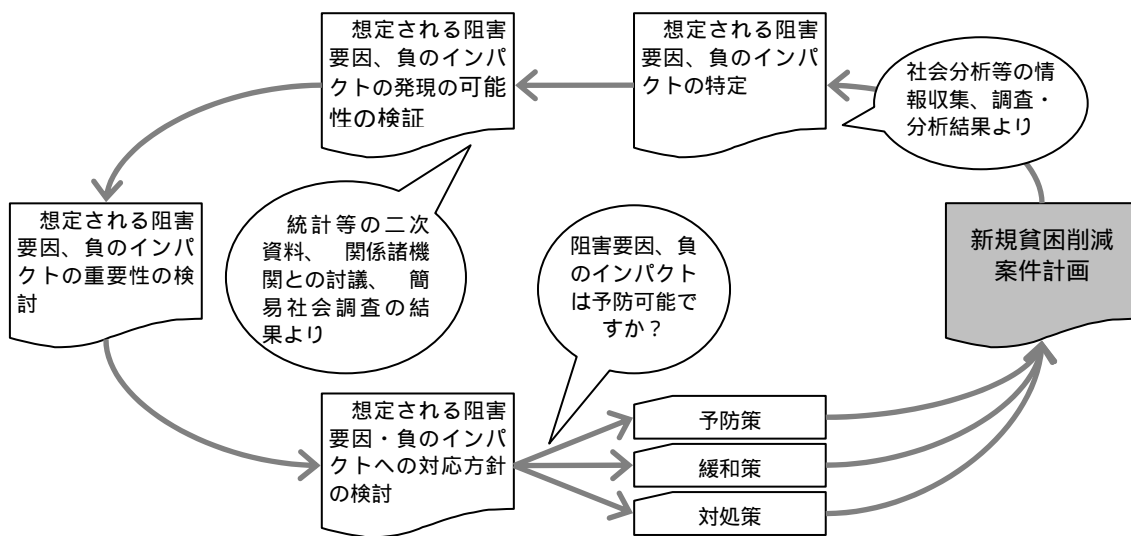 想定される阻害
要因、負のインパ
クトの発現の可能
性の検証
想定される阻害
要因、負のインパ
クトの特定
社会分析等の情
報収集、調査・
分析結果より
想定される阻害
要因、負のインパ
クトの重要性の検
討
統計等の二次
資料、 関係諸機
関との討議、 簡
易社会調査の結
果より
阻害要因、負
のインパクト
は予防可能で
すか？
新規貧困削減
案件計画
想定される阻害
要因・負のインパ
クトへの対応方針
の検討
予防策
緩和策
対処策